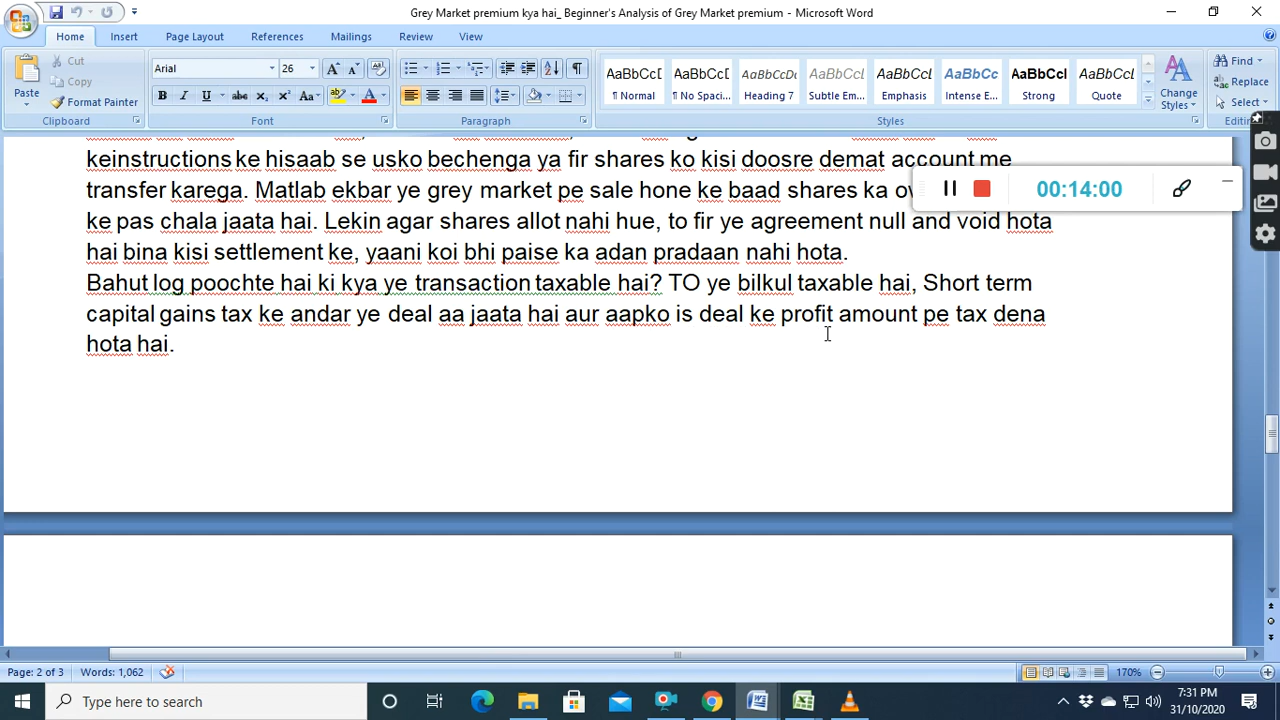 Grey Market premium kya hai_ Beginner's Analysis of Grey Market premium - Microsoft Word
Home Insert Page Layout References Mailings Review View
Paste
Cut
Copy
Format Painter
Clipboard
Arial 26
Font
Paragraph
AaBbCcD AaBbCcD AaBbCcDc AaBbCcL AaBbCcL AaBbCc AaBbCcI AaBbCcL
¶ Normal ¶ No Spaci... Heading 7 Subtle Em... Emphasis Intense E... Strong Quote
Change Styles
Styles
Find
Replace
Select
keinstructions ke hisaab se usko bechenga ya fir shares ko kisi doosre demat account me
transfer karega. Matlab ekbar ye grey market pe sale hone ke baad shares ka
00:14:00
ke pas chala jaata hai. Lekin agar shares allot nahi hue, to fir ye agreement null and void hota
hai bina kisi settlement ke, yaani koi bhi paise ka adan pradaan nahi hota.
Bahut log poochte hai ki kya ye transaction taxable hai? TO ye bilkul taxable hai, Short term
capital gains tax ke andar ye deal aa jaata hai aur aapko is deal ke profit amount pe tax dena
hota hai.
Page: 2 of 3 Words: 1,062 170%
Type here to search
7:31 PM
31/10/2020